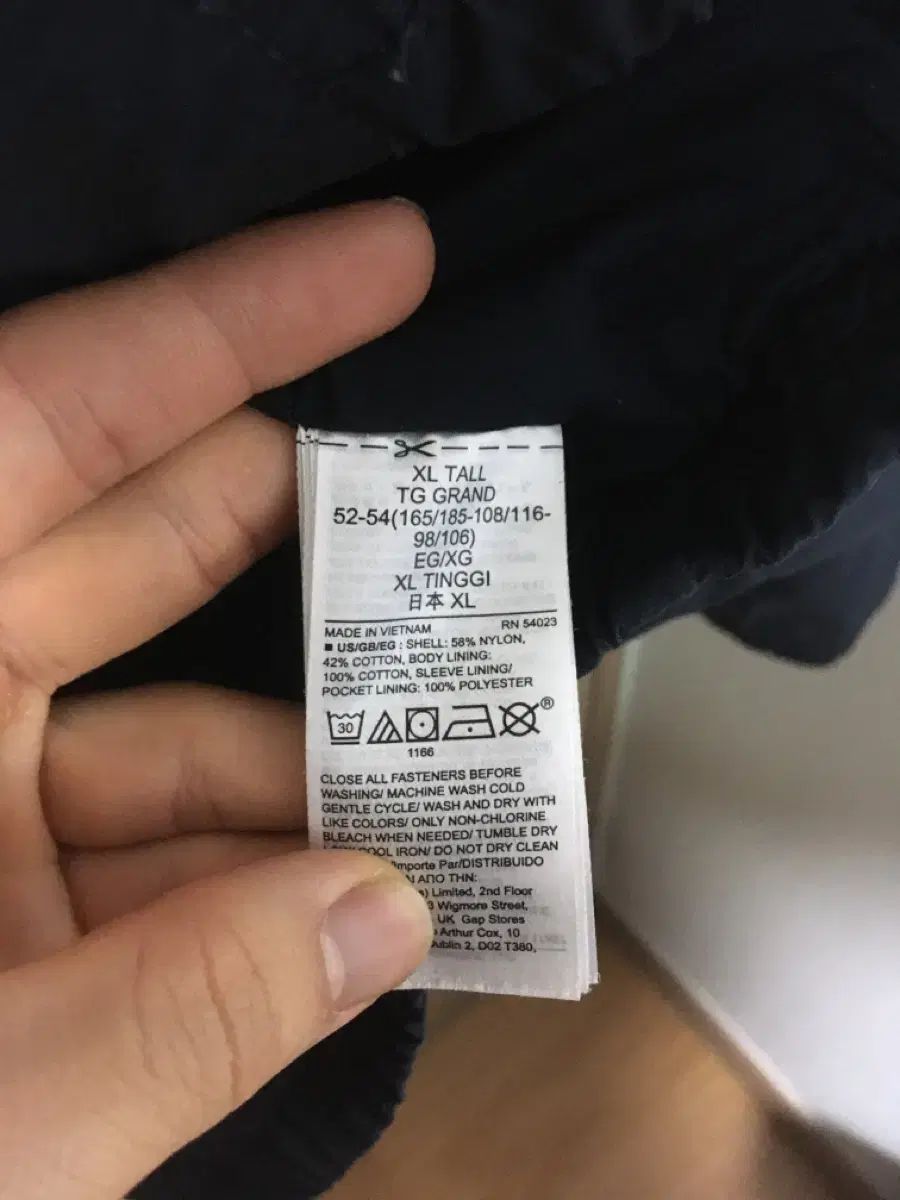 XL TALL
TG GRAND
52-54(165/185-108/116-
98/106)
EG/XG
XL TINGGI
日本 XL
MADE IN VIETNAM RN 54023
■ US/GB/EG : SHELL: 58% NYLON,
42% COTTON, BODY LINING:
100% COTTON, SLEEVE LINING/
POCKET LINING: 100% POLYESTER
30 ®
1166
CLOSE ALL FASTENERS BEFORE
WASHING/ MACHINE WASH COLD
GENTLE CYCLE/ WASH AND DRY WITH
LIKE COLORS/ ONLY NON-CHLORINE
BLEACH WHEN NEEDED/ TUMBLE DRY
IRON/ DO NOT DRY CLEAN
Importe Par/DISTRIBUIDO
ΑΠΟ ΤΗΝ:
Limited, 2nd Floor
Wigmore Street,
UK, Gap Stores
Arthur Cox, 10
2, D02 T380,